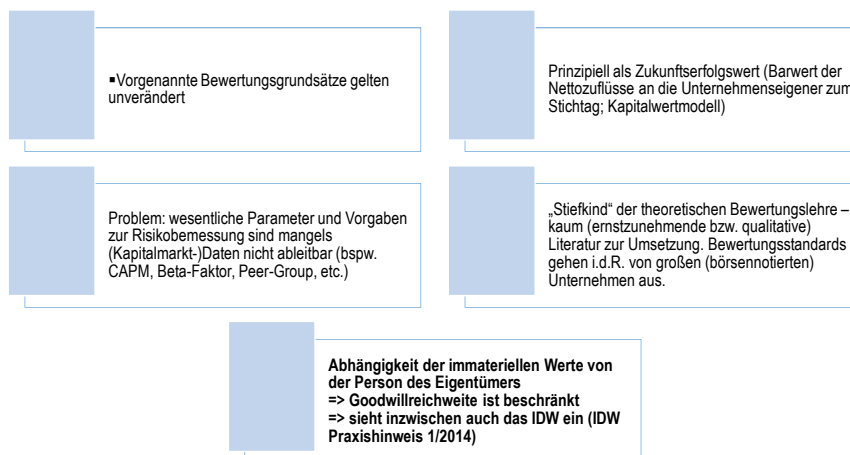 ▪Vorgenannte Bewertungsgrundsätze gelten
unverändert
Prinzipiell als Zukunftserfolgswert (Barwert der
Nettozuflüsse an die Unternehmenseigener zum
Stichtag; Kapitalwertmodell)
Problem: wesentliche Parameter und Vorgaben
zur Risikobemessung sind mangels
(Kapitalmarkt-)Daten nicht ableitbar (bspw.
CAPM, Beta-Faktor, Peer-Group, etc.)
„Stiefkind“ der theoretischen Bewertungslehre –
kaum (ernstzunehmende bzw. qualitative)
Literatur zur Umsetzung. Bewertungsstandards
gehen i.d.R. von großen (börsennotierten)
Unternehmen aus.
Abhängigkeit der immateriellen Werte von
der Person des Eigentümers
=> Goodwillreichweite ist beschränkt
=> sieht inzwischen auch das IDW ein (IDW
Praxishinweis 1/2014)